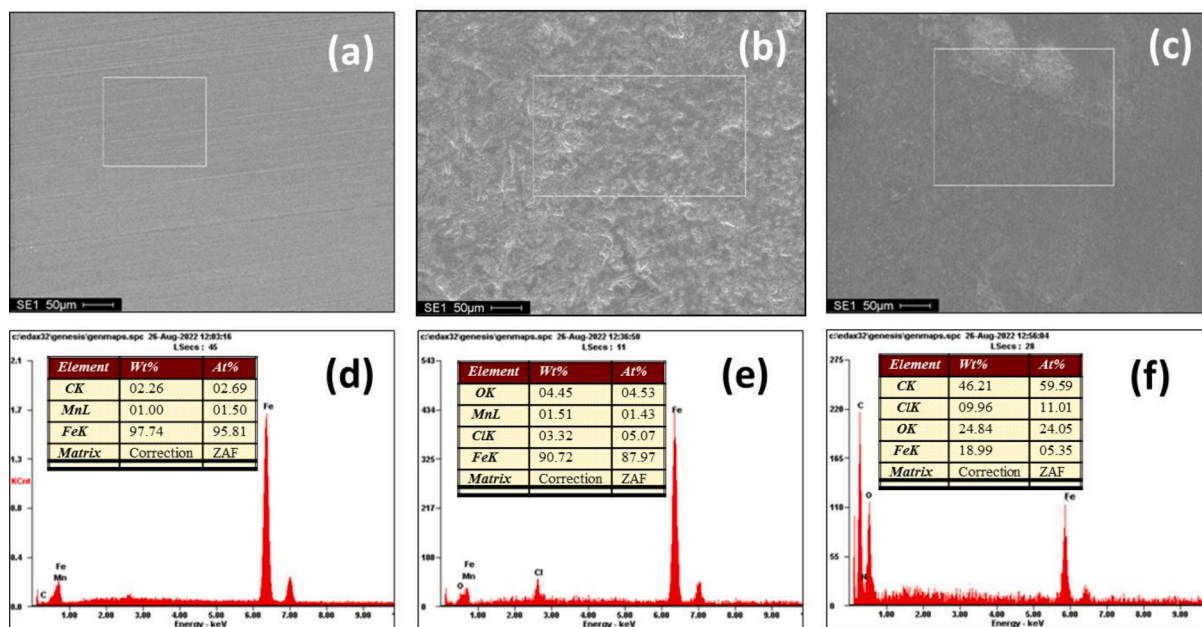 (a)
SE1 50µm
(b)
SE1 50µm
(c)
SE1 50µm
c:\edax32\genesis\genmaps.spc 26-Aug-2022 12:03:16
LSecs : 45
(d)
2.1
1.7
1.3
KCnt
0.8
0.4
0.0
Element Wt% At%
CK 02.26 02.69
MnL 01.00 01.50
FeK 97.74 95.81
Matrix Correction ZAF
Fe
Fe
Mn
C
1.00 2.00 3.00 4.00 5.00 6.00 7.00 8.00 9.00
Energy - keV
c:\edax32\genesis\genmaps.spc 26-Aug-2022 12:36:50
LSecs : 11
(e)
543
434
325
217
108
0
Element Wt% At%
OK 04.45 04.53
MnL 01.51 01.43
ClK 03.32 05.07
FeK 90.72 87.97
Matrix Correction ZAF
Fe
Fe
Mn
O
Cl
1.00 2.00 3.00 4.00 5.00 6.00 7.00 8.00 9.00
Energy - keV
c:\edax32\genesis\genmaps.spc 26-Aug-2022 12:56:04
LSecs : 28
(f)
275
220
165
110
55
0
Element Wt% At%
CK 46.21 59.59
ClK 09.96 11.01
OK 24.84 24.05
FeK 18.99 05.35
Matrix Correction ZAF
C
O
Fe
1.00 2.00 3.00 4.00 5.00 6.00 7.00 8.00 9.00
Energy - keV